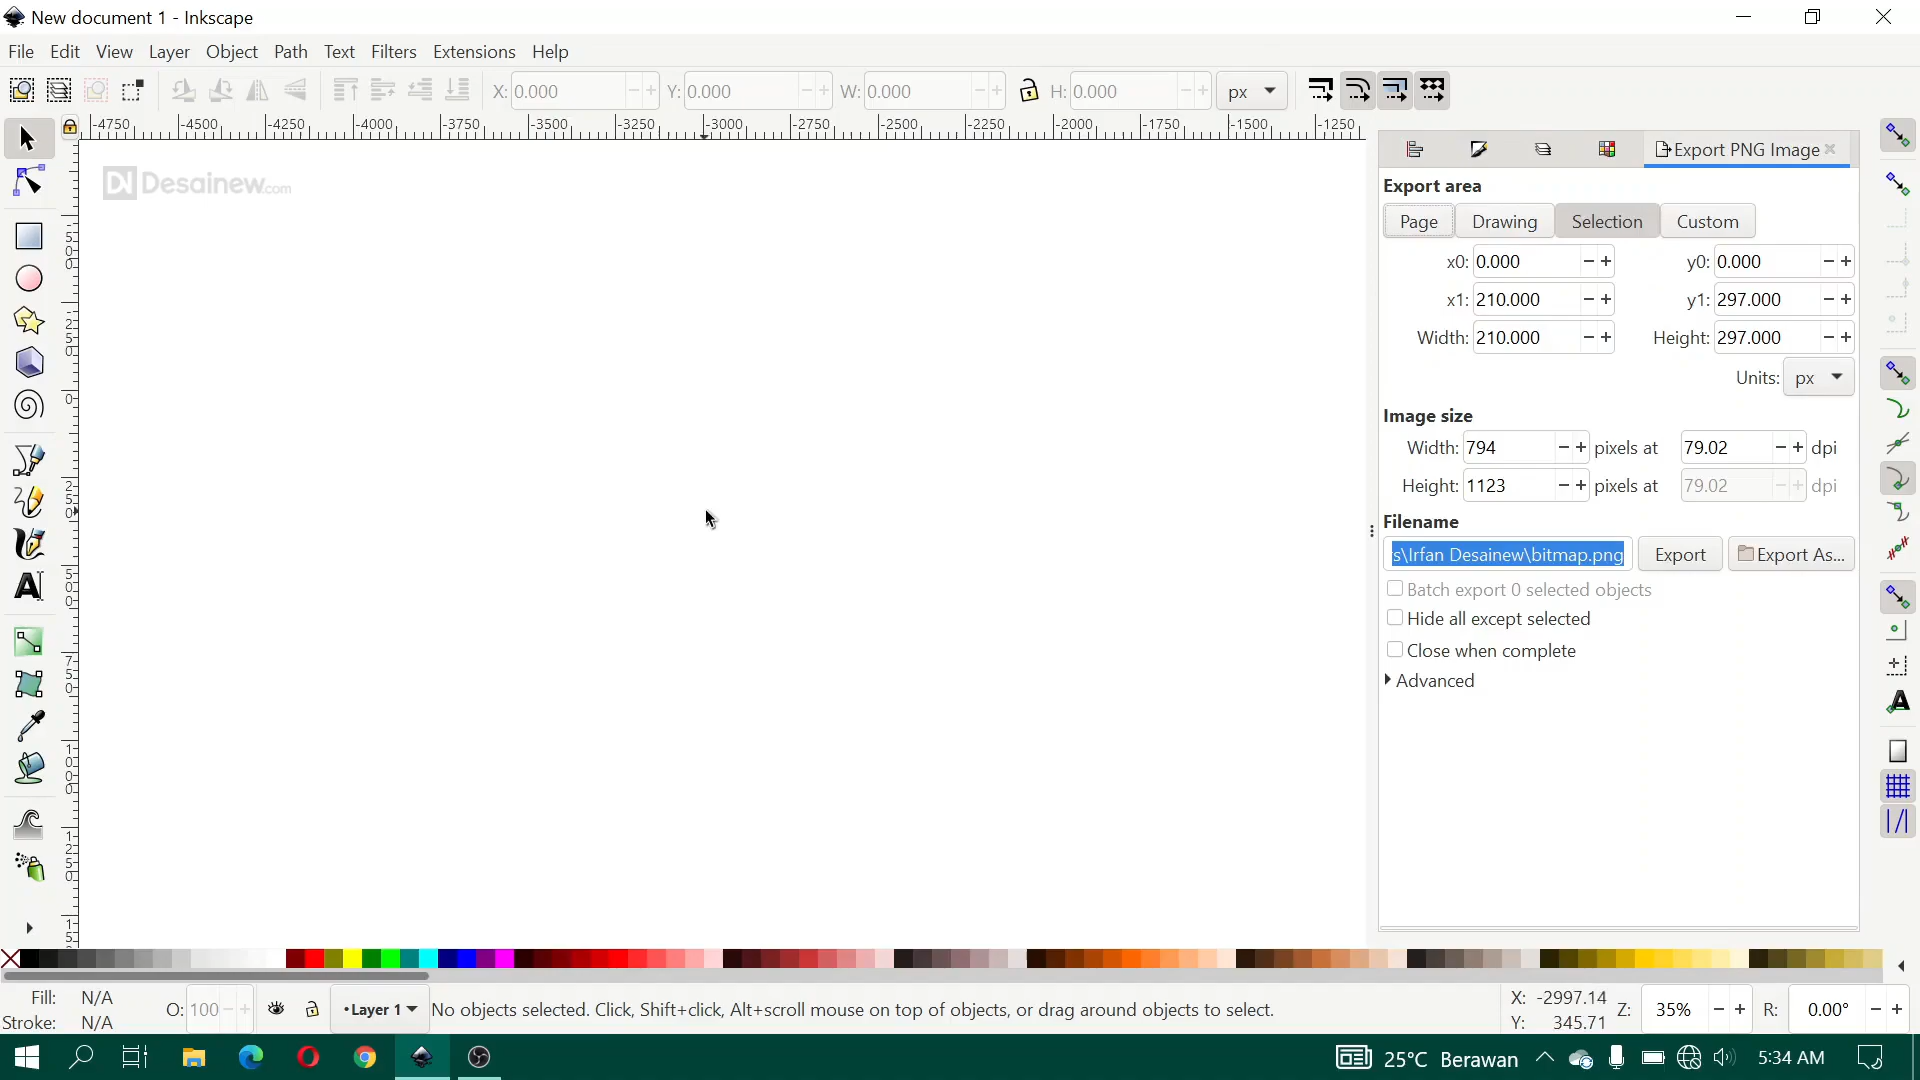 New document 1 - Inkscape
File Edit View Layer Object Path Text Filters Extensions Help
X: 0.000 Y: 0.000 W: 0.000 H: 0.000 px
-4750 -4500 -4250 -4000 -3750 -3500 -3250 -3000 -2750 -2500 -2250 -2000 -1750 -1500 -1250
Export PNG Image
Desainew.com
Export area
Page Drawing Selection Custom
x0: 0.000 y0: 0.000
x1: 210.000 y1: 297.000
Width: 210.000 Height: 297.000
Units: px
Image size
Width: 794 pixels at 79.02 dpi
Height: 1123 pixels at 79.02 dpi
Filename
s\Irfan Desainew\bitmap.png Export Export As...
Batch export 0 selected objects
Hide all except selected
Close when complete
Advanced
Fill: N/A O: 100 •Layer 1 No objects selected. Click, Shift+click, Alt+scroll mouse on top of objects, or drag around objects to select. X: -2997.14 Z: 35% R: 0.00°
Stroke: N/A Y: 345.71
25°C Berawan 5:34 AM